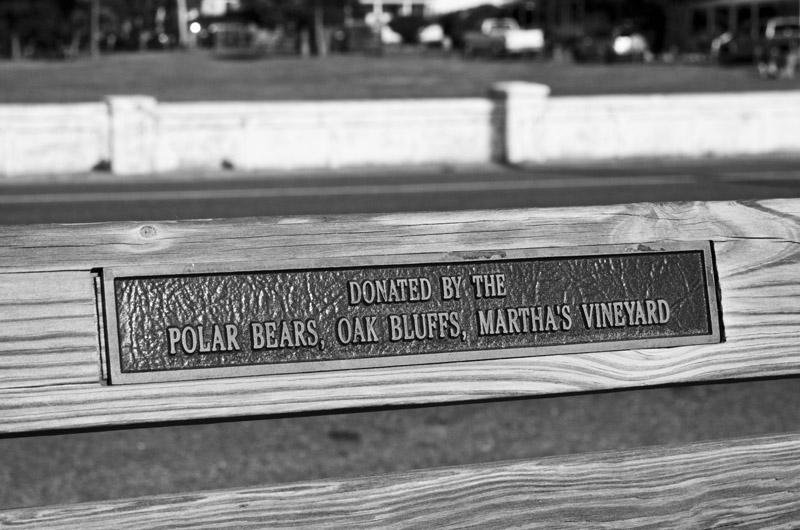 DONATED BY THE
POLAR BEARS, OAK BLUFFS, MARTHA'S VINEYARD